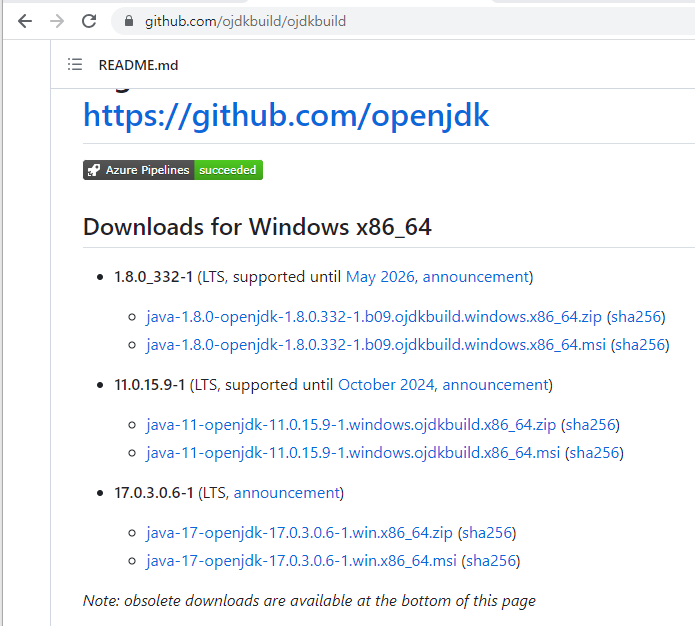 github.com/ojdkbuild/ojdkbuild
README.md
https://github.com/openjdk
Azure Pipelines succeeded
Downloads for Windows x86_64
1.8.0_332-1 (LTS, supported until May 2026, announcement)
java-1.8.0-openjdk-1.8.0.332-1.b09.ojdkbuild.windows.x86_64.zip (sha256)
java-1.8.0-openjdk-1.8.0.332-1.b09.ojdkbuild.windows.x86_64.msi (sha256)
11.0.15.9-1 (LTS, supported until October 2024, announcement)
java-11-openjdk-11.0.15.9-1.windows.ojdkbuild.x86_64.zip (sha256)
java-11-openjdk-11.0.15.9-1.windows.ojdkbuild.x86_64.msi (sha256)
17.0.3.0.6-1 (LTS, announcement)
java-17-openjdk-17.0.3.0.6-1.win.x86_64.zip (sha256)
java-17-openjdk-17.0.3.0.6-1.win.x86_64.msi (sha256)
Note: obsolete downloads are available at the bottom of this page